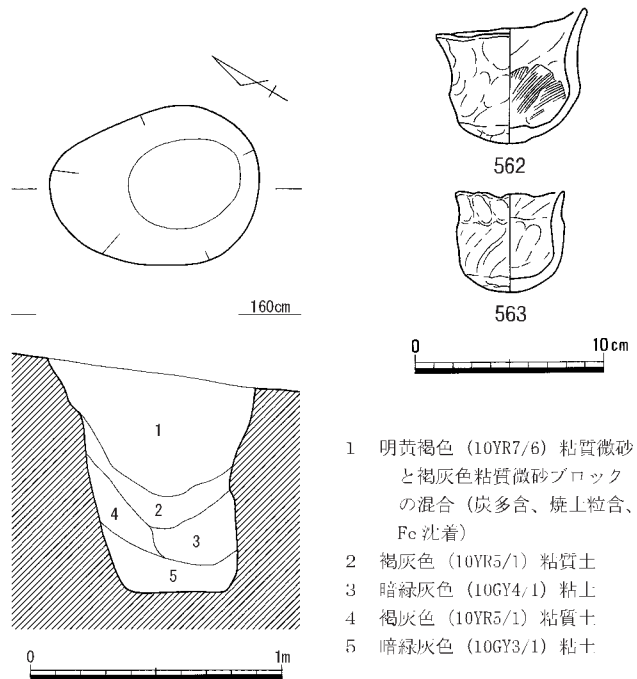 160cm
1
2
3
4
5
0 1m
562
563
0 10cm
1 明黄褐色（10YR7/6）粘質微砂
と褐灰色粘質微砂ブロック
の混合（炭多含、焼土粒含、
Fe沈着）
2 褐灰色（10YR5/1）粘質土
3 暗緑灰色（10GY4/1）粘土
4 褐灰色（10YR5/1）粘質土
5 暗緑灰色（10GY3/1）粘土